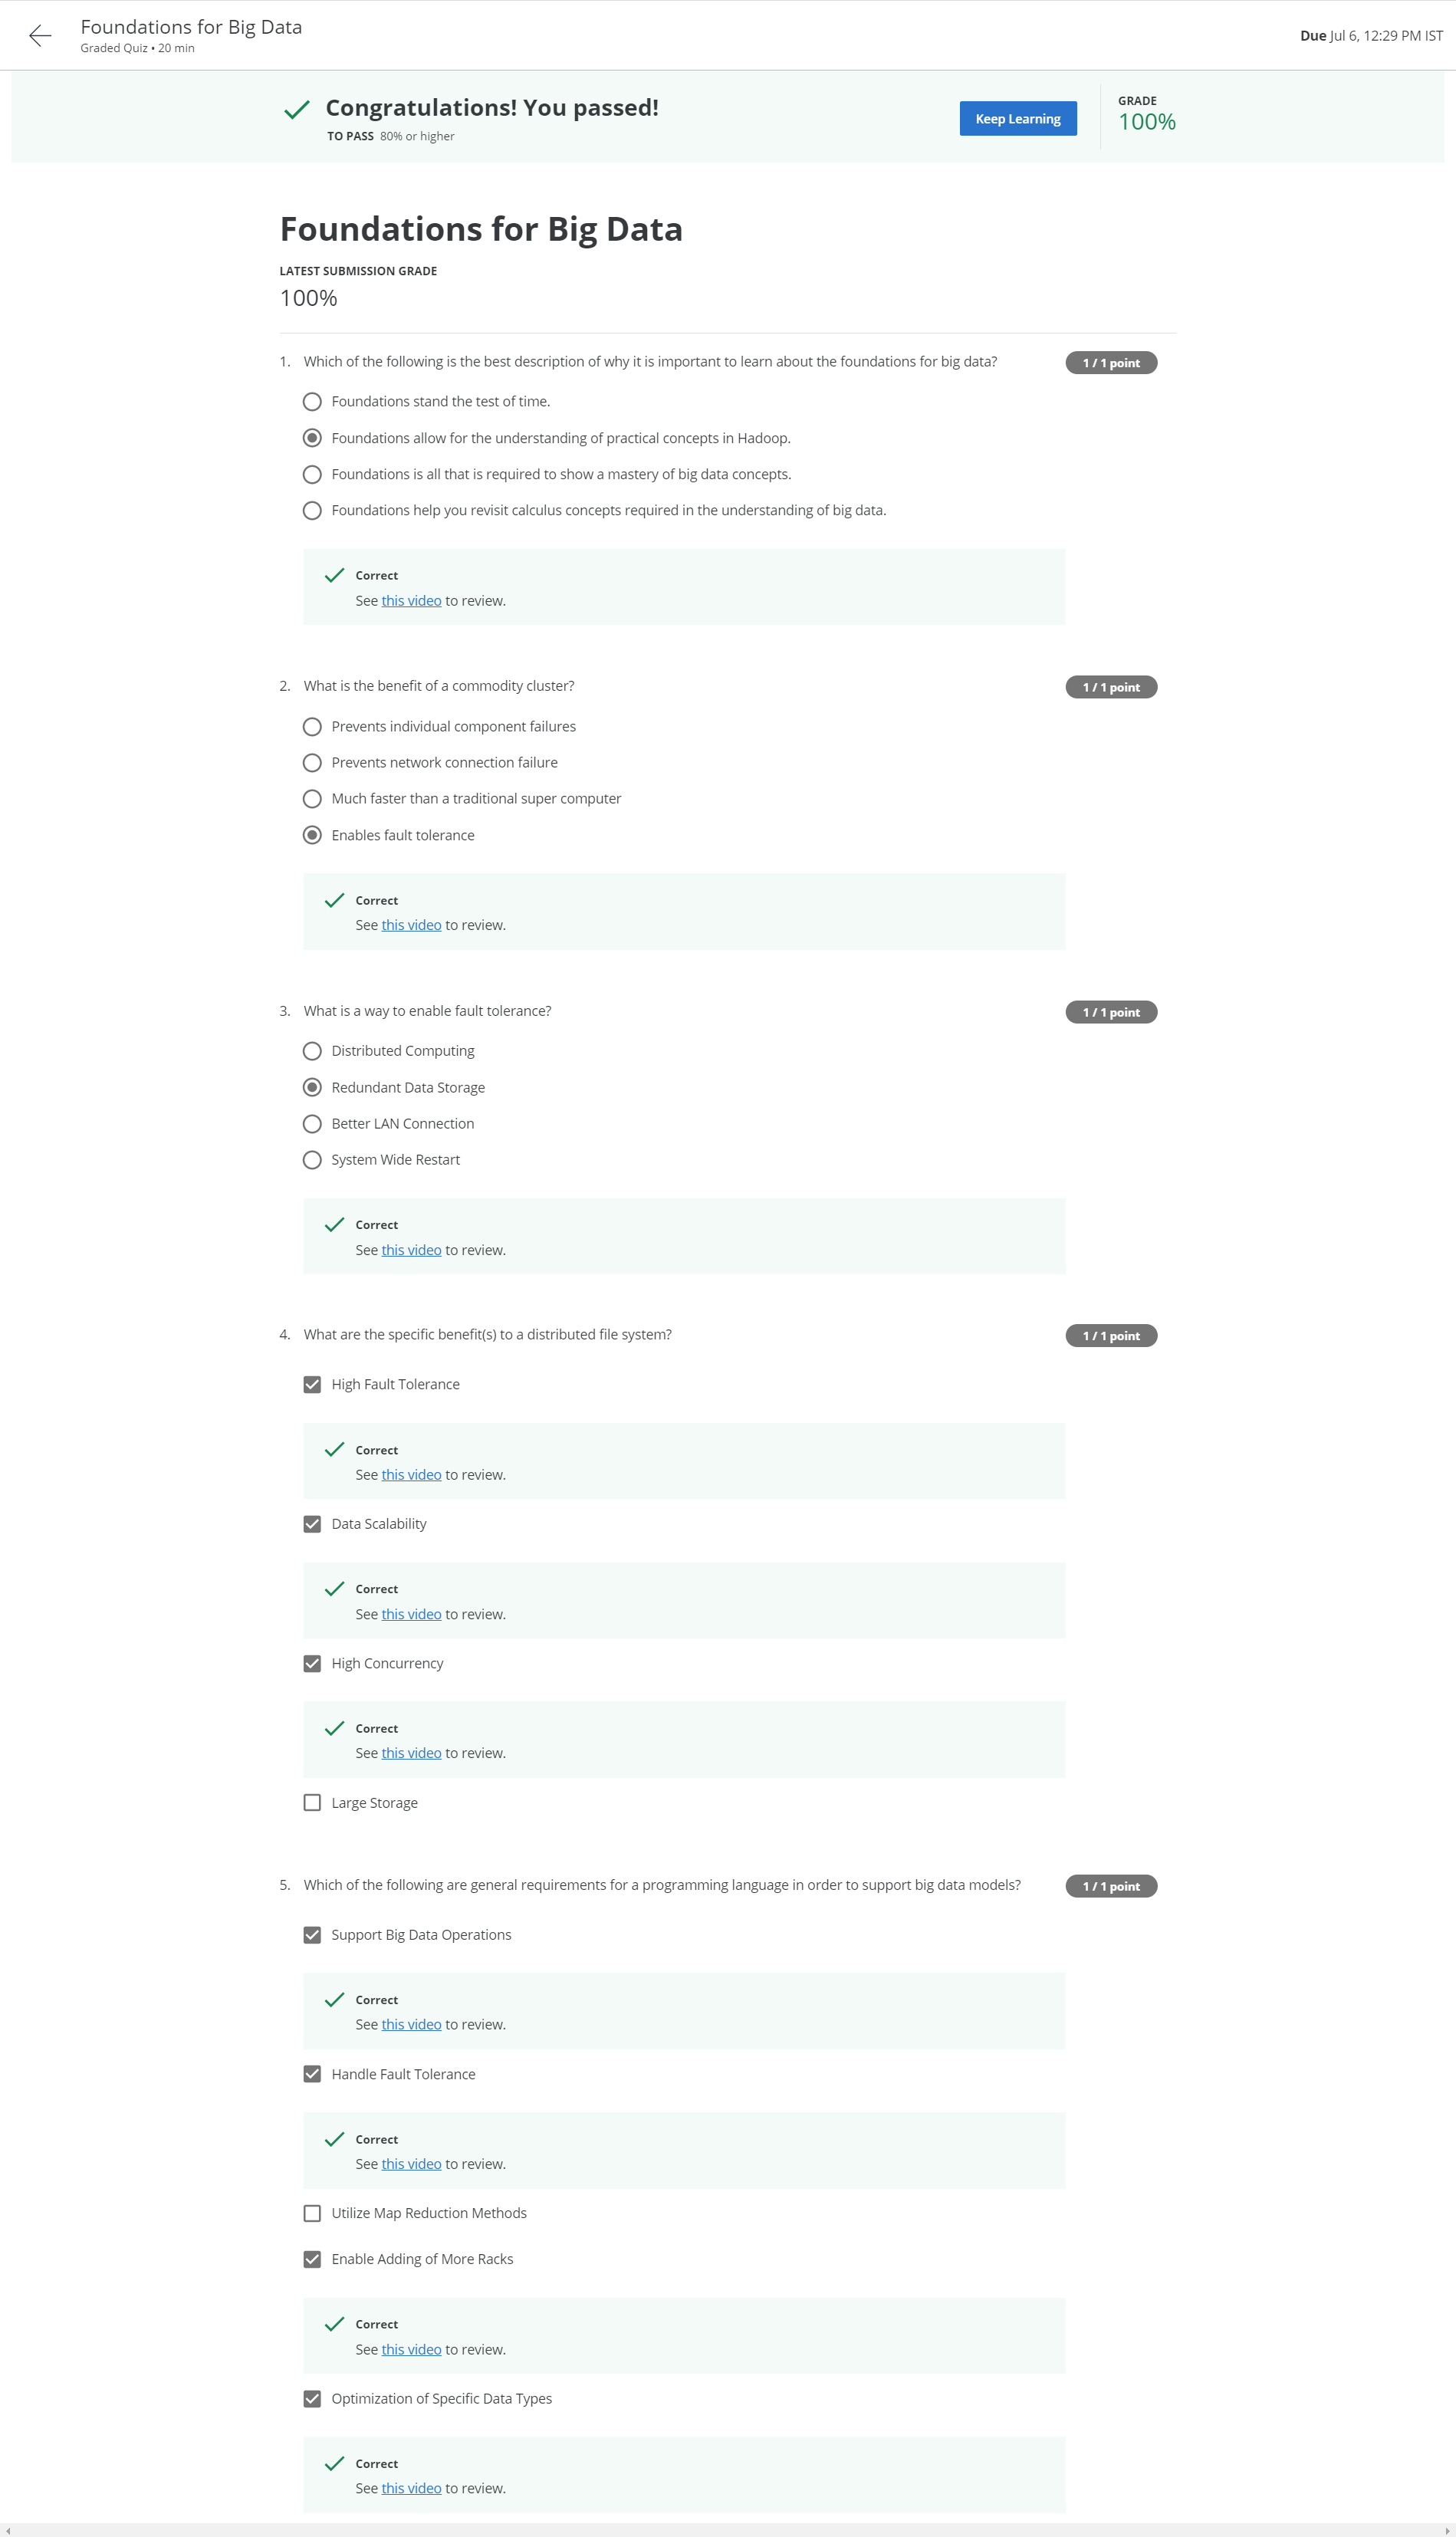 Foundations for Big Data
Graded Quiz • 20 min
Due Jul 6, 12:29 PM IST
Congratulations! You passed!
TO PASS 80% or higher
Keep Learning
GRADE
100%
Foundations for Big Data
LATEST SUBMISSION GRADE
100%
1. Which of the following is the best description of why it is important to learn about the foundations for big data?
1 / 1 point
Foundations stand the test of time.
Foundations allow for the understanding of practical concepts in Hadoop.
Foundations is all that is required to show a mastery of big data concepts.
Foundations help you revisit calculus concepts required in the understanding of big data.
Correct
See this video to review.
2. What is the benefit of a commodity cluster?
1 / 1 point
Prevents individual component failures
Prevents network connection failure
Much faster than a traditional super computer
Enables fault tolerance
Correct
See this video to review.
3. What is a way to enable fault tolerance?
1 / 1 point
Distributed Computing
Redundant Data Storage
Better LAN Connection
System Wide Restart
Correct
See this video to review.
4. What are the specific benefit(s) to a distributed file system?
1 / 1 point
High Fault Tolerance
Correct
See this video to review.
Data Scalability
Correct
See this video to review.
High Concurrency
Correct
See this video to review.
Large Storage
5. Which of the following are general requirements for a programming language in order to support big data models?
1 / 1 point
Support Big Data Operations
Correct
See this video to review.
Handle Fault Tolerance
Correct
See this video to review.
Utilize Map Reduction Methods
Enable Adding of More Racks
Correct
See this video to review.
Optimization of Specific Data Types
Correct
See this video to review.